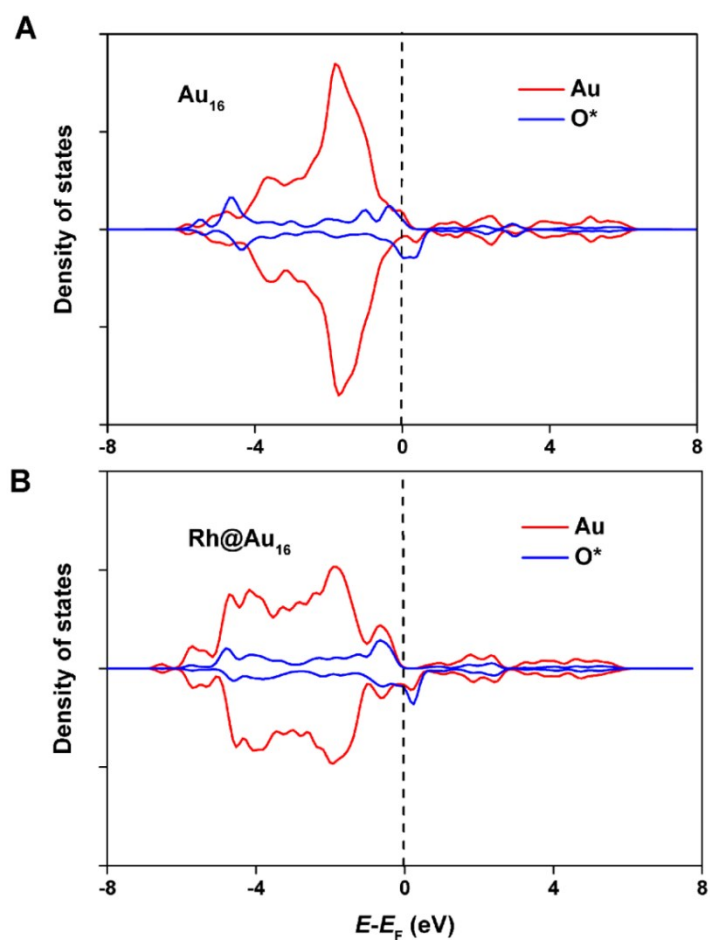 A
Au₁₆
Au
O*
Density of states
-8
-4
0
4
8
B
Rh@Au₁₆
Au
O*
Density of states
-8
-4
0
4
8
E-E_F (eV)